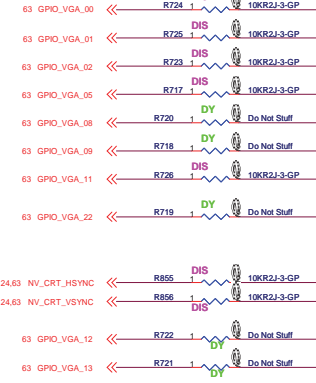 63 GPIO_VGA_00 R724 1 10KR2J-3-GP
DIS
63 GPIO_VGA_01 R725 1 10KR2J-3-GP
DIS
63 GPIO_VGA_02 R723 1 10KR2J-3-GP
DIS
63 GPIO_VGA_05 R717 1 10KR2J-3-GP
DY
63 GPIO_VGA_08 R720 1 Do Not Stuff
DY
63 GPIO_VGA_09 R718 1 Do Not Stuff
DIS
63 GPIO_VGA_11 R726 1 10KR2J-3-GP
DY
63 GPIO_VGA_22 R719 1 Do Not Stuff
DIS
24,63 NV_CRT_HSYNC R855 1 10KR2J-3-GP
24,63 NV_CRT_VSYNC R856 1 10KR2J-3-GP
DIS
63 GPIO_VGA_12 R722 1 Do Not Stuff
DY
63 GPIO_VGA_13 R721 1 Do Not Stuff
DY